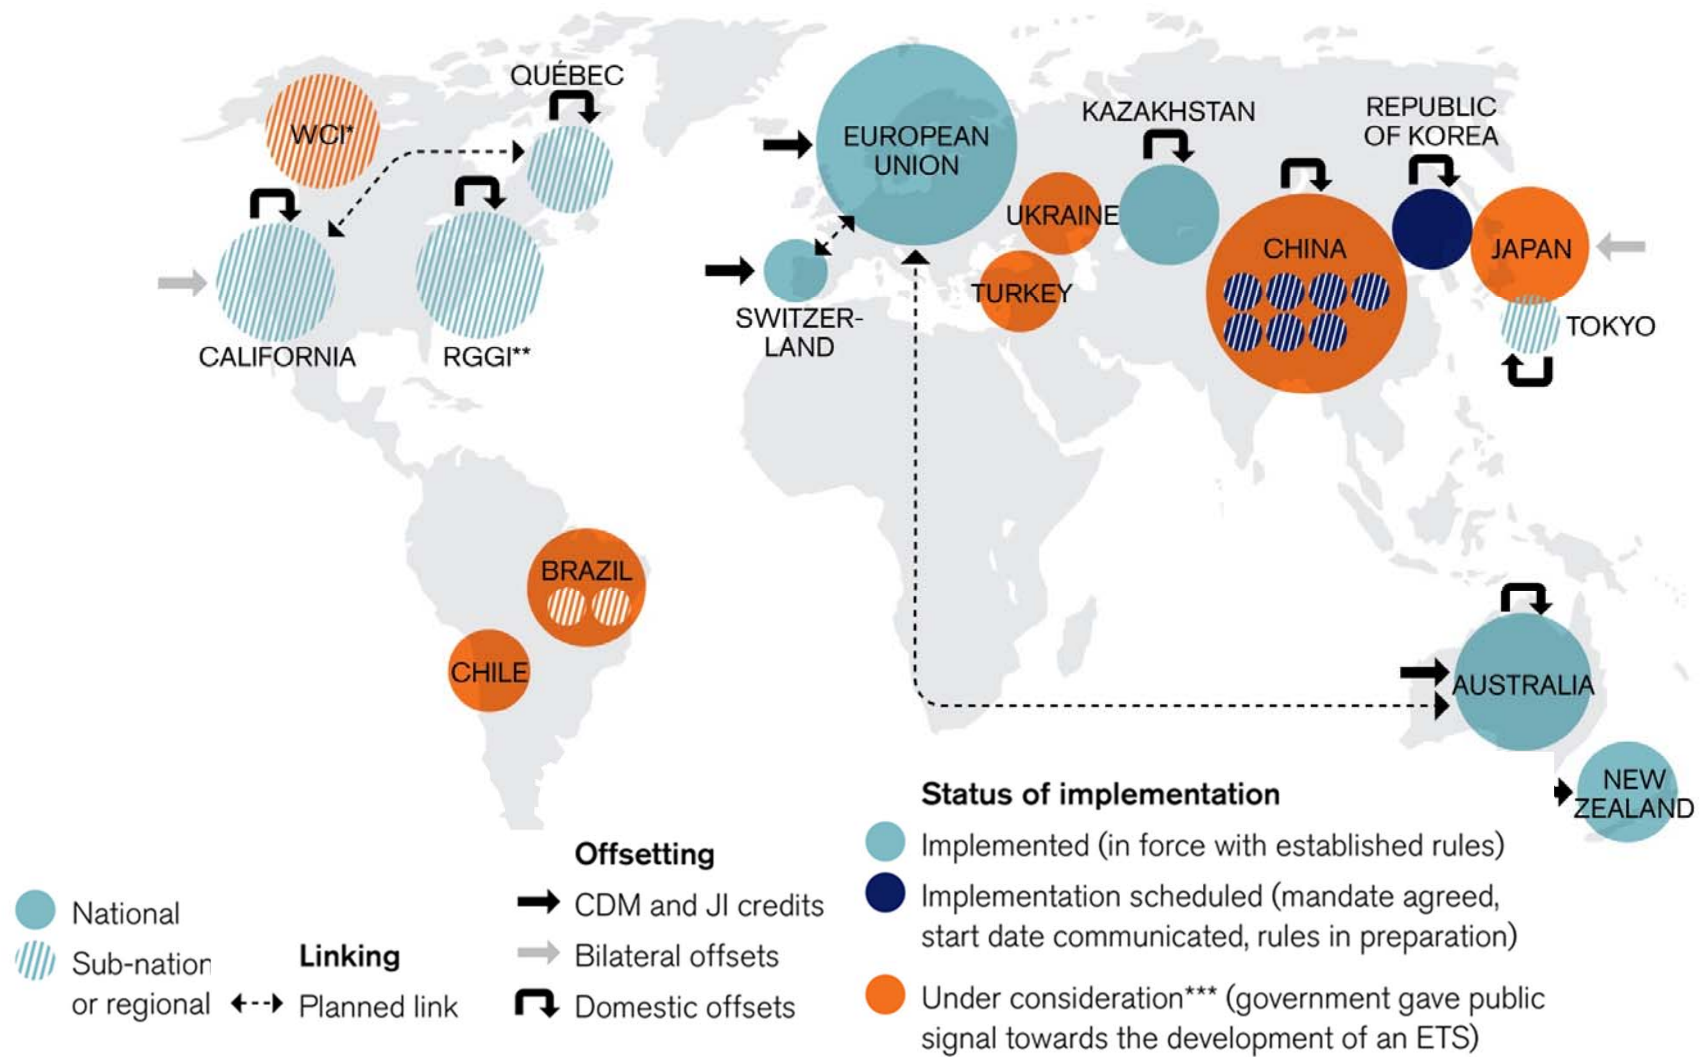 QUÉBEC
WCI*
CALIFORNIA
RGGI**
EUROPEAN
UNION
SWITZER-
LAND
UKRAINE
TURKEY
KAZAKHSTAN
CHINA
REPUBLIC
OF KOREA
JAPAN
TOKYO
BRAZIL
CHILE
AUSTRALIA
NEW
ZEALAND
National
Sub-nation
or regional
Linking
Planned link
Offsetting
CDM and JI credits
Bilateral offsets
Domestic offsets
Status of implementation
Implemented (in force with established rules)
Implementation scheduled (mandate agreed,
start date communicated, rules in preparation)
Under consideration*** (government gave public
signal towards the development of an ETS)